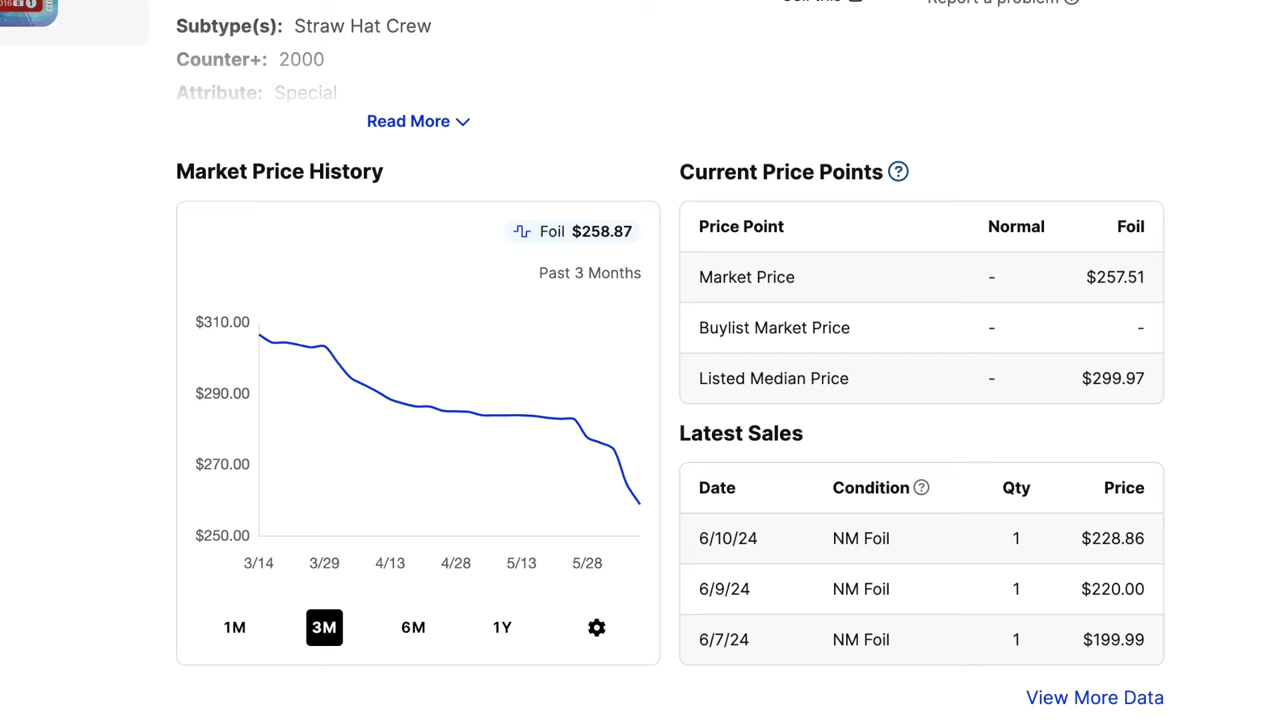 Report a problem
Subtype(s): Straw Hat Crew
Counter+: 2000
Attribute: Special
Read More
Market Price History
Foil $258.87
Past 3 Months
$310.00
$290.00
$270.00
$250.00
3/14 3/29 4/13 4/28 5/13 5/28
1M 3M 6M 1Y
Current Price Points ?
Price Point Normal Foil
Market Price - $257.51
Buylist Market Price - -
Listed Median Price - $299.97
Latest Sales
Date Condition ? Qty Price
6/10/24 NM Foil 1 $228.86
6/9/24 NM Foil 1 $220.00
6/7/24 NM Foil 1 $199.99
View More Data